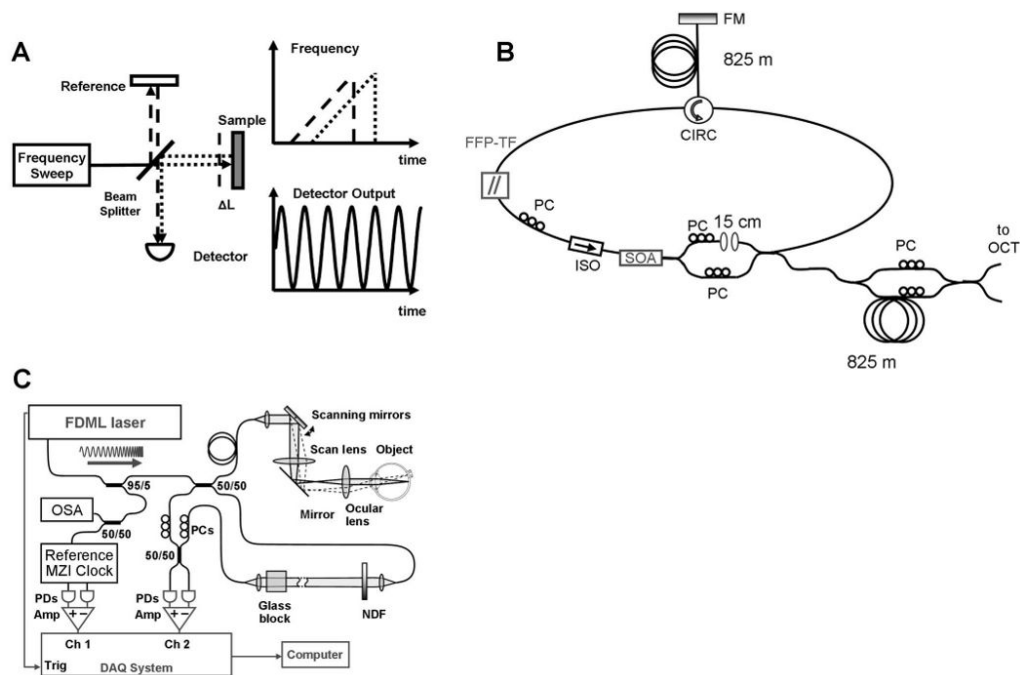 A
Reference
Frequency
Sweep
Beam
Splitter
Sample
ΔL
Detector
Frequency
time
Detector Output
time
B
FM
825 m
CIRC
FFP-TF
PC
ISO
SOA
PC
15 cm
PC
PC
to
OCT
825 m
C
FDML laser
Scanning mirrors
Scan lens
Object
Mirror
Ocular
lens
95/5
50/50
OSA
50/50
PCs
50/50
Reference
MZI Clock
Glass
block
NDF
PDs
Amp
+ −
PDs
Amp
+ −
Ch 1
Ch 2
Trig
DAQ System
Computer